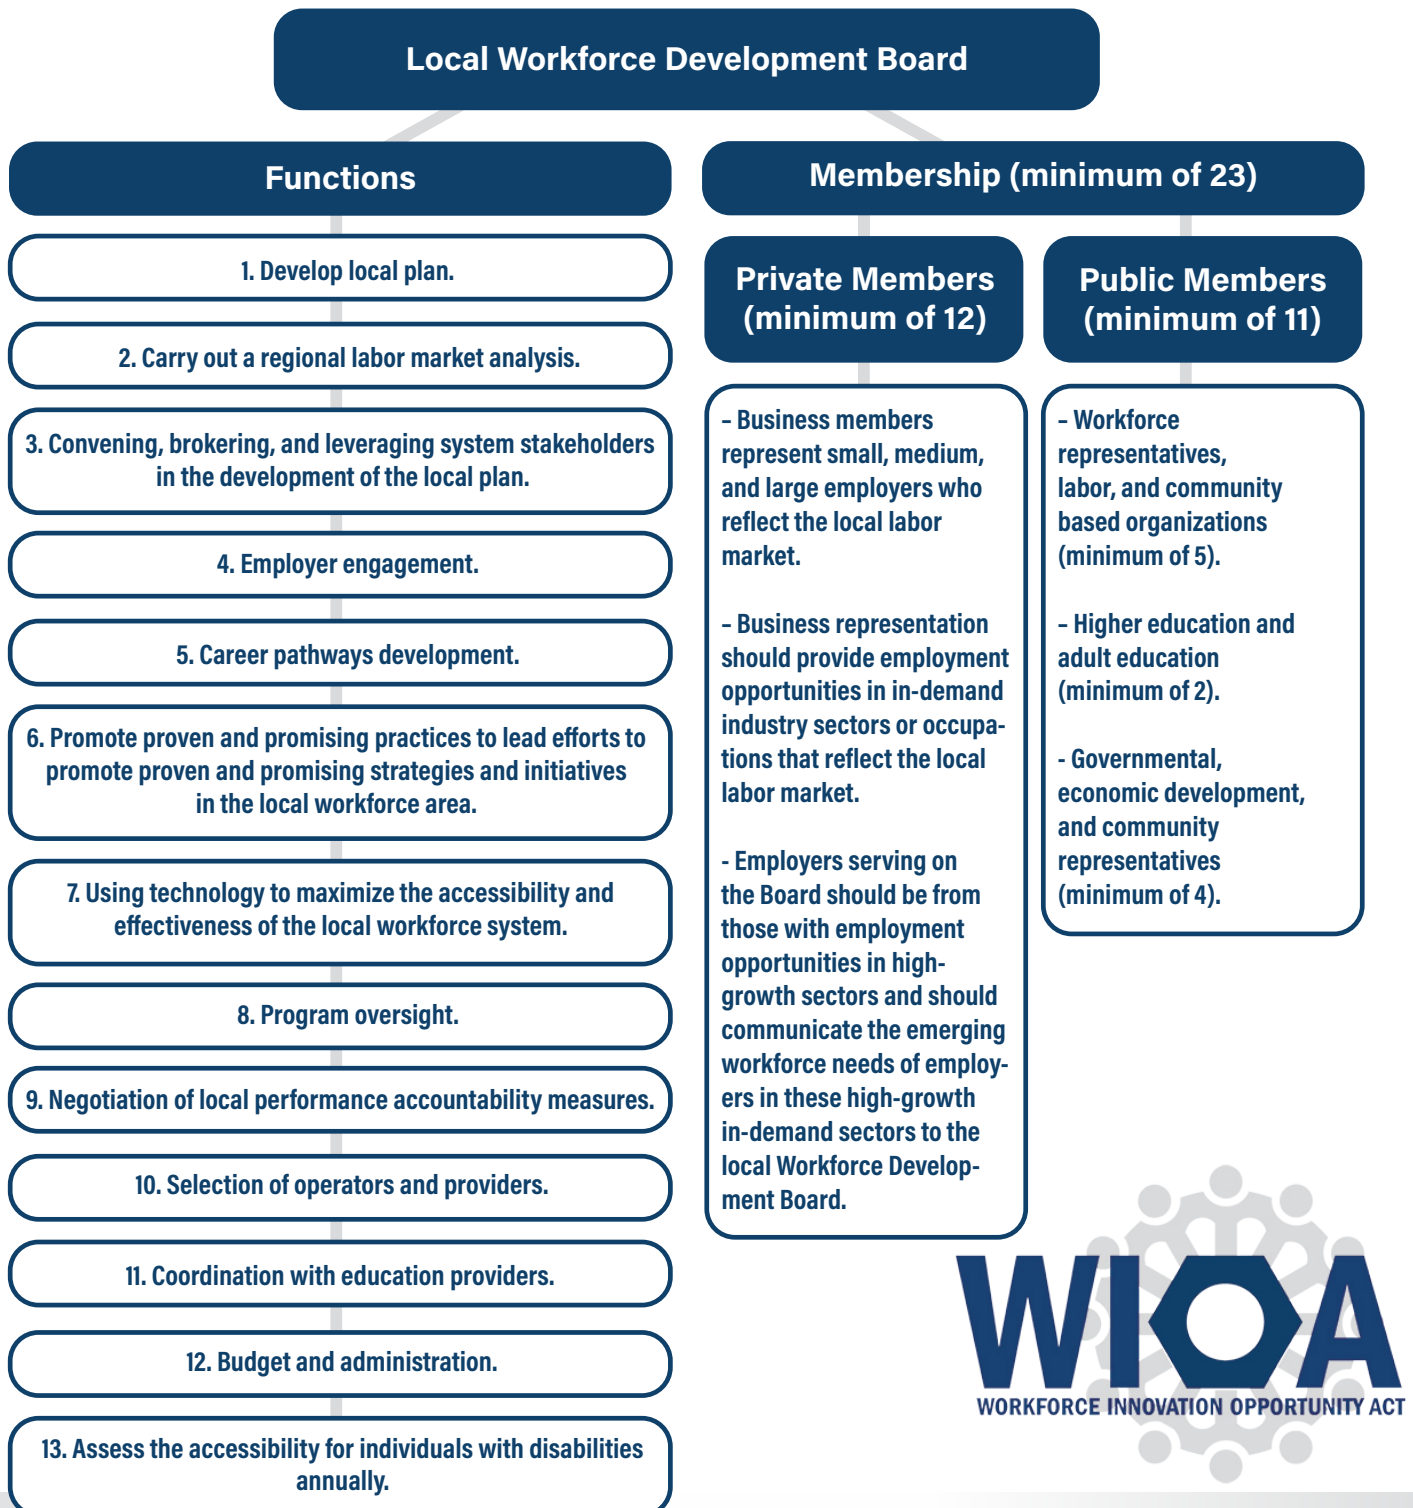 Local Workforce Development Board
Functions
1. Develop local plan.
2. Carry out a regional labor market analysis.
3. Convening, brokering, and leveraging system stakeholders
in the development of the local plan.
4. Employer engagement.
5. Career pathways development.
6. Promote proven and promising practices to lead efforts to
promote proven and promising strategies and initiatives
in the local workforce area.
7. Using technology to maximize the accessibility and
effectiveness of the local workforce system.
8. Program oversight.
9. Negotiation of local performance accountability measures.
10. Selection of operators and providers.
11. Coordination with education providers.
12. Budget and administration.
13. Assess the accessibility for individuals with disabilities
annually.
Membership (minimum of 23)
Private Members
(minimum of 12)
– Business members
represent small, medium,
and large employers who
reflect the local labor
market.
– Business representation
should provide employment
opportunities in in-demand
industry sectors or occupa-
tions that reflect the local
labor market.
- Employers serving on
the Board should be from
those with employment
opportunities in high-
growth sectors and should
communicate the emerging
workforce needs of employ-
ers in these high-growth
in-demand sectors to the
local Workforce Develop-
ment Board.
Public Members
(minimum of 11)
– Workforce
representatives,
labor, and community
based organizations
(minimum of 5).
– Higher education and
adult education
(minimum of 2).
- Governmental,
economic development,
and community
representatives
(minimum of 4).
WIOA
WORKFORCE INNOVATION OPPORTUNITY ACT